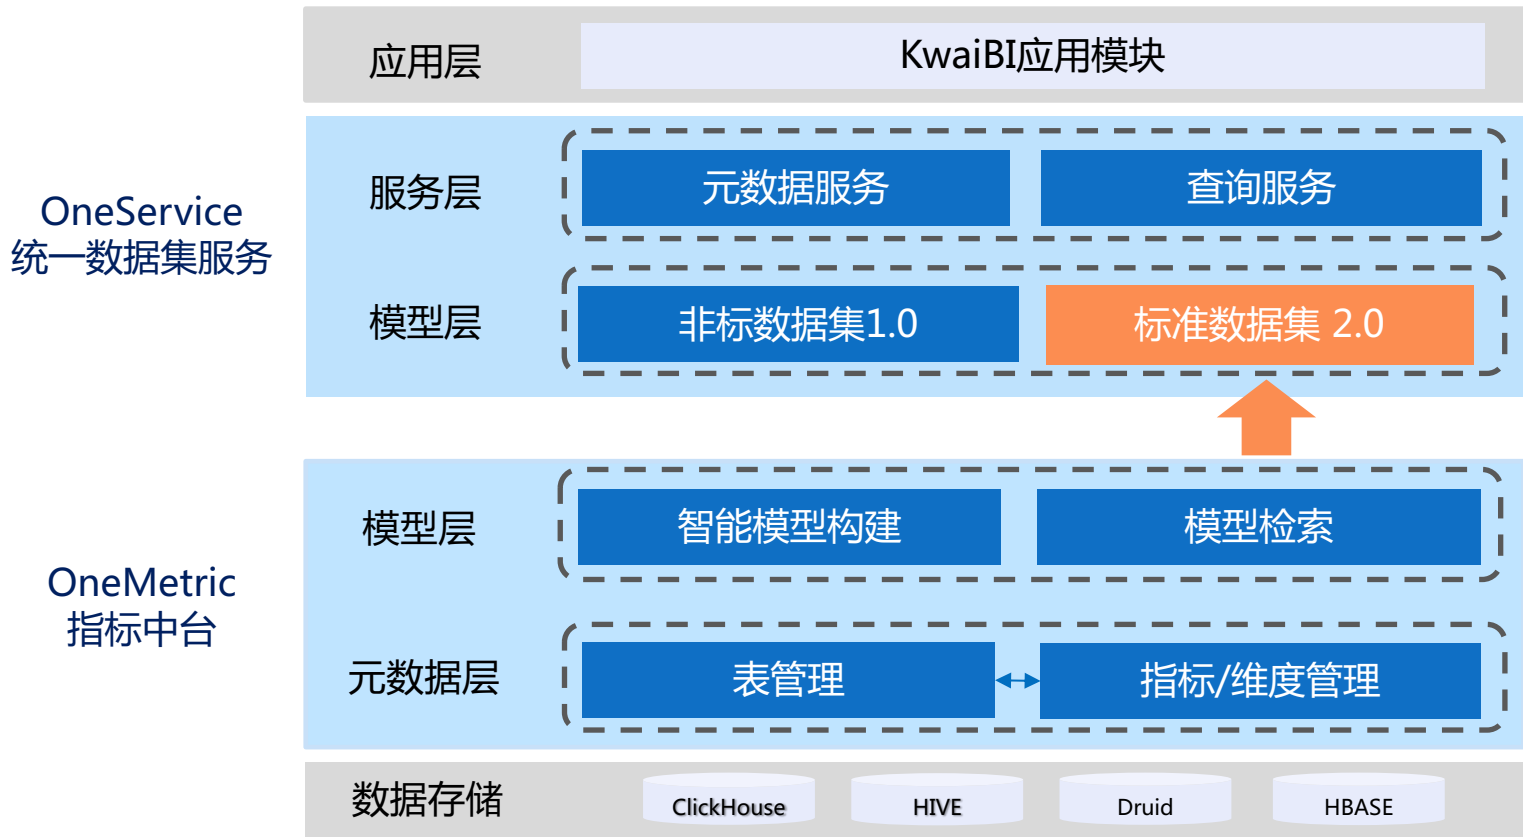 应用层
KwaiBI应用模块
OneService
统一数据集服务
服务层
元数据服务
查询服务
模型层
非标数据集1.0
标准数据集 2.0
OneMetric
指标中台
模型层
智能模型构建
模型检索
元数据层
表管理
指标/维度管理
数据存储
ClickHouse
HIVE
Druid
HBASE